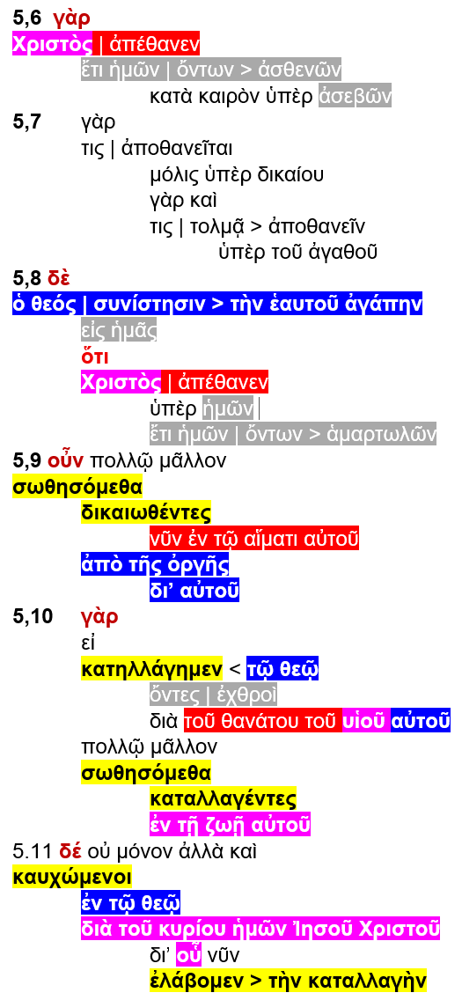 5,6 γὰρ
Χριστὸς | ἀπέθανεν
ἔτι ἡμῶν | ὄντων > ἀσθενῶν
κατὰ καιρὸν ὑπὲρ ἀσεβῶν
5,7 γὰρ
τις | ἀποθανεῖται
μόλις ὑπὲρ δικαίου
γὰρ καὶ
τις | τολμᾷ > ἀποθανεῖν
ὑπὲρ τοῦ ἀγαθοῦ
5,8 δὲ
ὁ θεός | συνίστησιν > τὴν ἑαυτοῦ ἀγάπην
εἰς ἡμᾶς
ὅτι
Χριστὸς | ἀπέθανεν
ὑπὲρ ἡμῶν |
ἔτι ἡμῶν | ὄντων > ἁμαρτωλῶν
5,9 οὖν πολλῷ μᾶλλον
σωθησόμεθα
δικαιωθέντες
νῦν ἐν τῷ αἵματι αὐτοῦ
ἀπὸ τῆς ὀργῆς
δι’ αὐτοῦ
5,10 γὰρ
εἰ
κατηλλάγημεν < τῷ θεῷ
ὄντες | ἐχθροὶ
διὰ τοῦ θανάτου τοῦ υἱοῦ αὐτοῦ
πολλῷ μᾶλλον
σωθησόμεθα
καταλλαγέντες
ἐν τῇ ζωῇ αὐτοῦ
5.11 δέ οὐ μόνον ἀλλὰ καὶ
καυχώμενοι
ἐν τῷ θεῷ
διὰ τοῦ κυρίου ἡμῶν Ἰησοῦ Χριστοῦ
δι’ οὗ νῦν
ἐλάβομεν > τὴν καταλλαγὴν